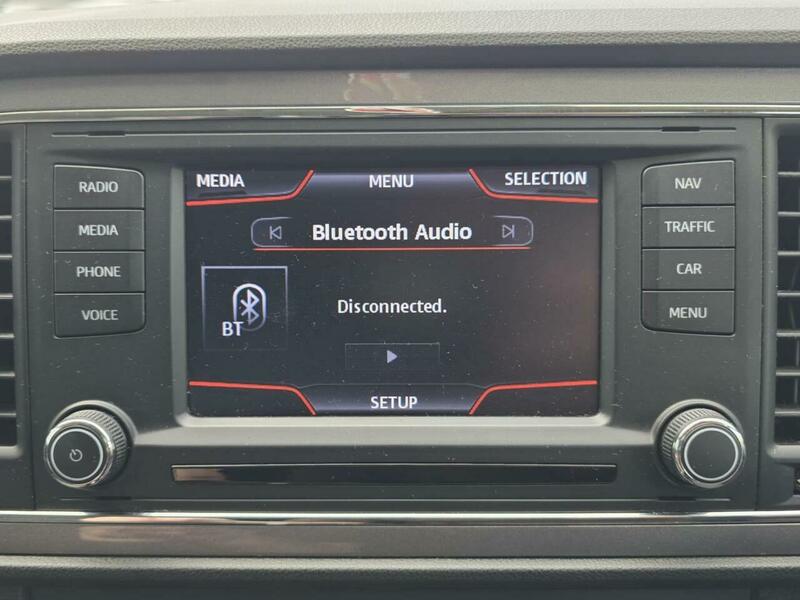 RADIO
MEDIA
PHONE
VOICE
MEDIA MENU SELECTION
Bluetooth Audio
BT
Disconnected.
SETUP
NAV
TRAFFIC
CAR
MENU